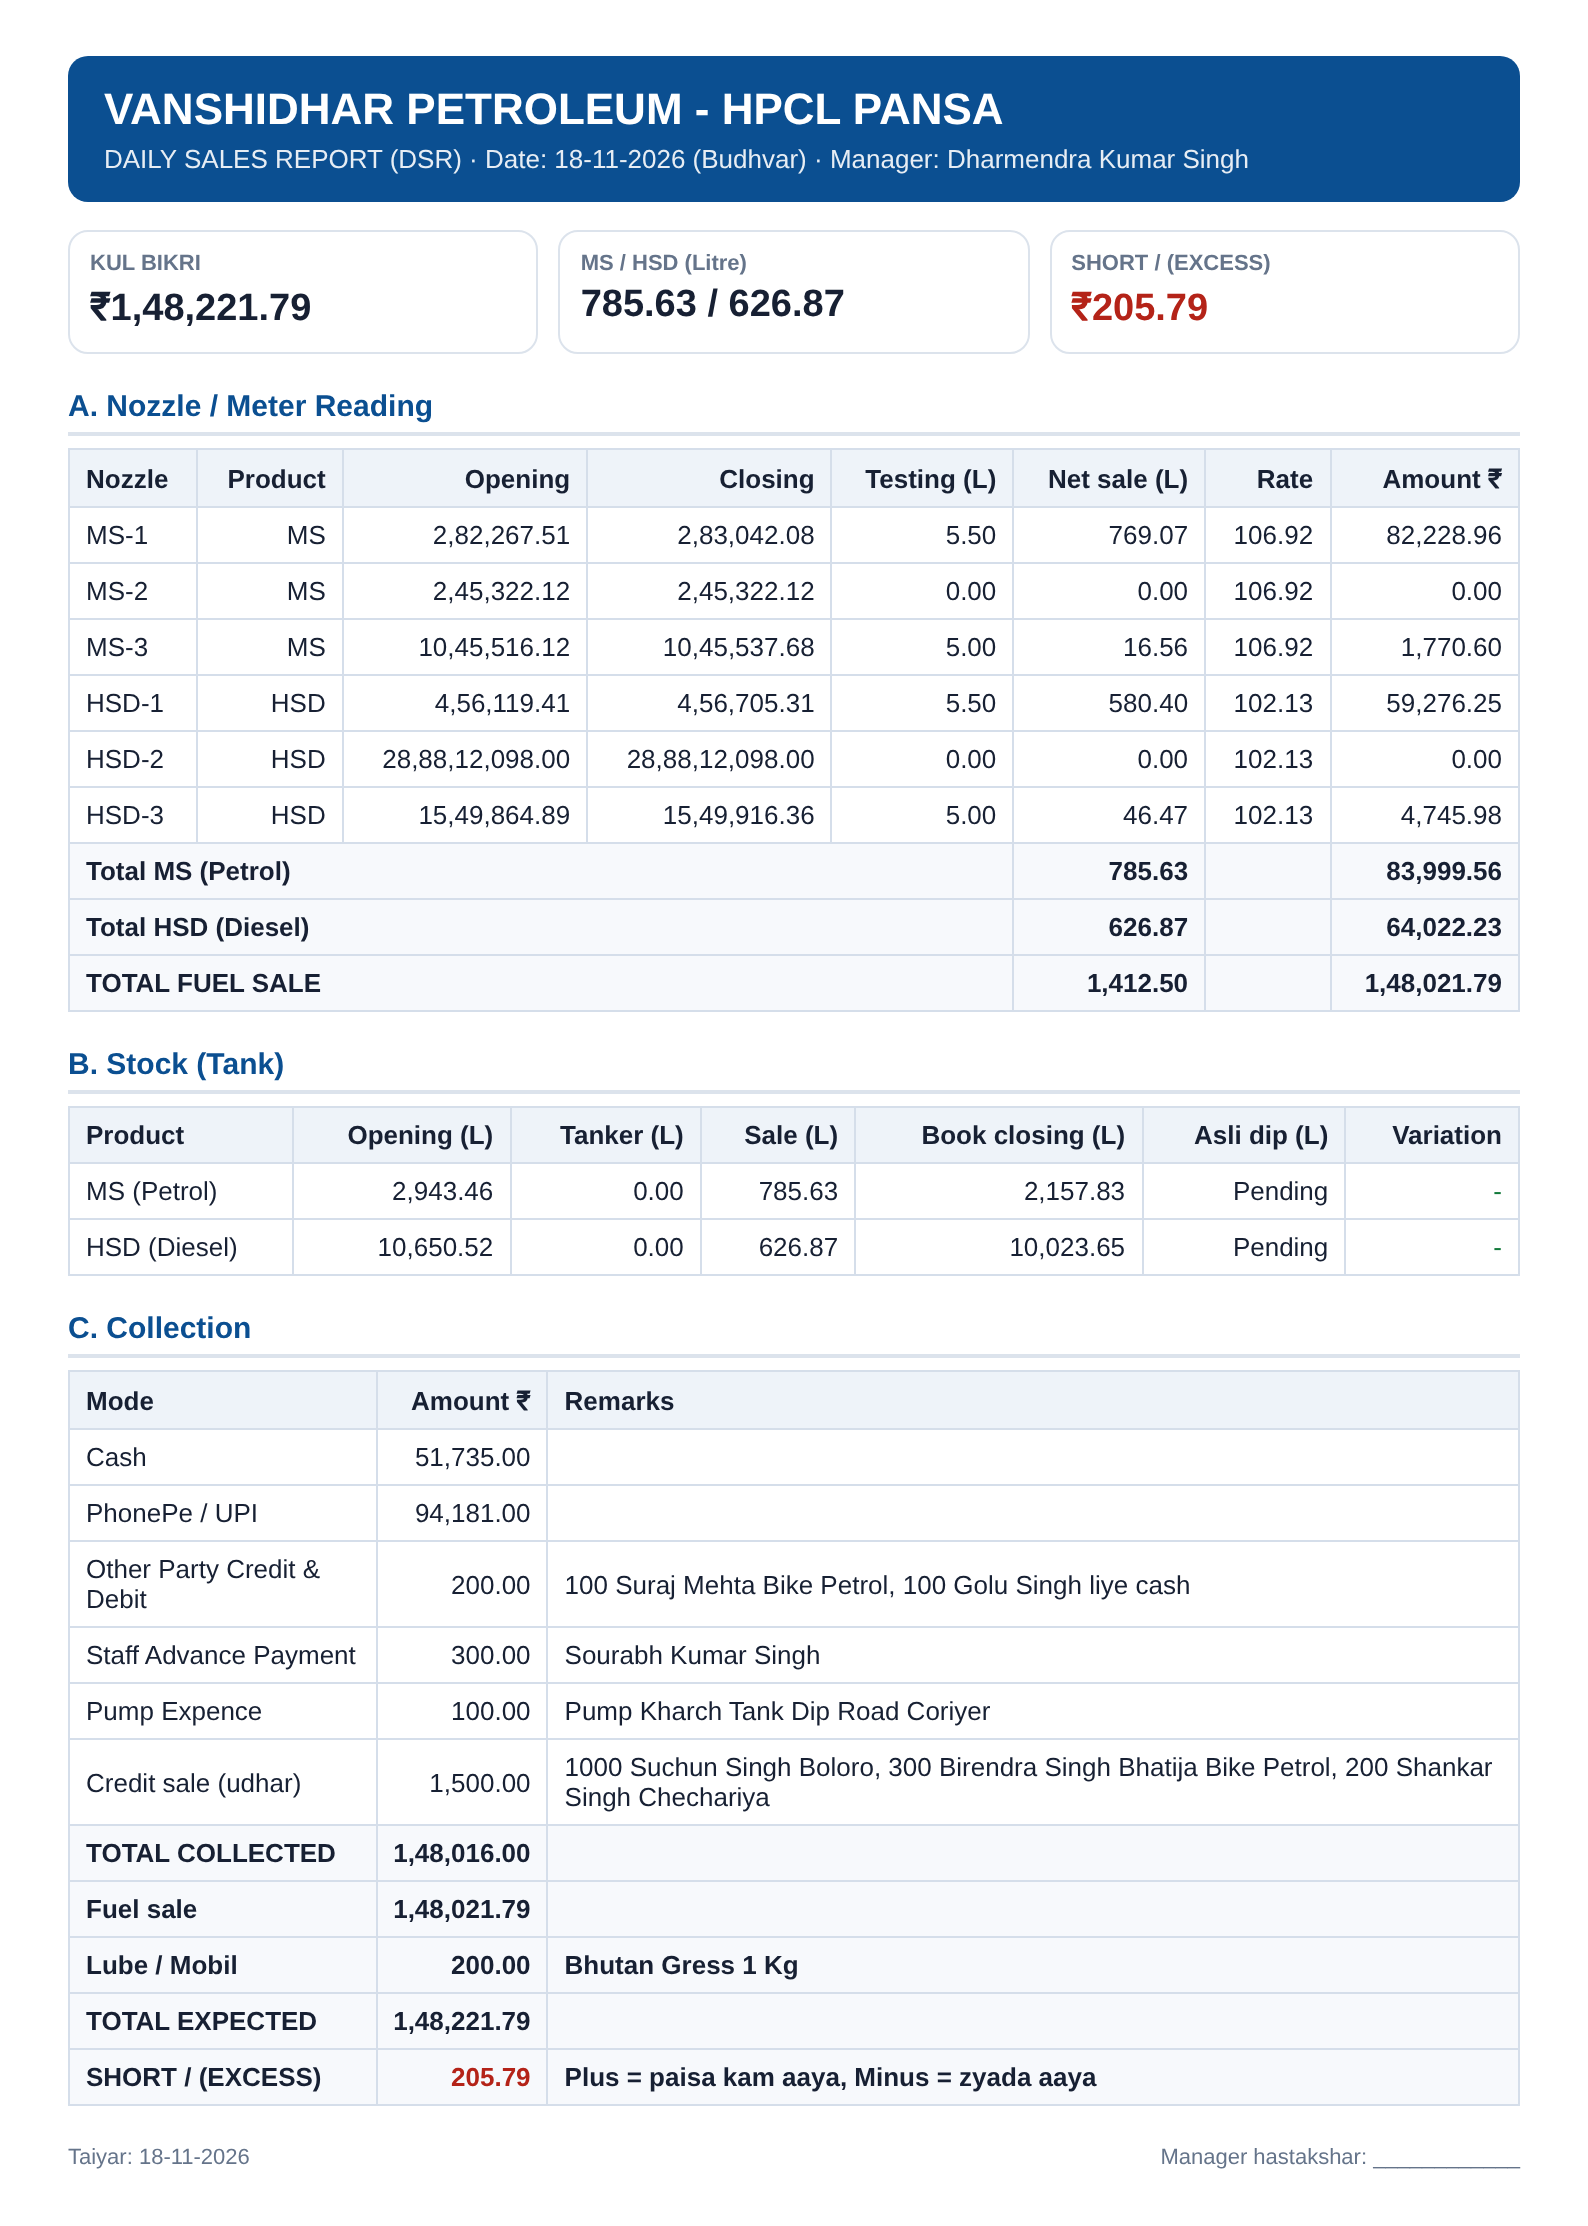 VANSHIDHAR PETROLEUM - HPCL PANSA
DAILY SALES REPORT (DSR) · Date: 18-11-2026 (Budhvar) · Manager: Dharmendra Kumar Singh
KUL BIKRI
₹1,48,221.79
MS / HSD (Litre)
785.63 / 626.87
SHORT / (EXCESS)
₹205.79
A. Nozzle / Meter Reading
Nozzle Product Opening Closing Testing (L) Net sale (L) Rate Amount ₹
MS-1 MS 2,82,267.51 2,83,042.08 5.50 769.07 106.92 82,228.96
MS-2 MS 2,45,322.12 2,45,322.12 0.00 0.00 106.92 0.00
MS-3 MS 10,45,516.12 10,45,537.68 5.00 16.56 106.92 1,770.60
HSD-1 HSD 4,56,119.41 4,56,705.31 5.50 580.40 102.13 59,276.25
HSD-2 HSD 28,88,12,098.00 28,88,12,098.00 0.00 0.00 102.13 0.00
HSD-3 HSD 15,49,864.89 15,49,916.36 5.00 46.47 102.13 4,745.98
Total MS (Petrol) 785.63 83,999.56
Total HSD (Diesel) 626.87 64,022.23
TOTAL FUEL SALE 1,412.50 1,48,021.79
B. Stock (Tank)
Product Opening (L) Tanker (L) Sale (L) Book closing (L) Asli dip (L) Variation
MS (Petrol) 2,943.46 0.00 785.63 2,157.83 Pending -
HSD (Diesel) 10,650.52 0.00 626.87 10,023.65 Pending -
C. Collection
Mode Amount ₹ Remarks
Cash 51,735.00
PhonePe / UPI 94,181.00
Other Party Credit &
Debit 200.00 100 Suraj Mehta Bike Petrol, 100 Golu Singh liye cash
Staff Advance Payment 300.00 Sourabh Kumar Singh
Pump Expence 100.00 Pump Kharch Tank Dip Road Coriyer
Credit sale (udhar) 1,500.00 1000 Suchun Singh Boloro, 300 Birendra Singh Bhatija Bike Petrol, 200 Shankar
Singh Chechariya
TOTAL COLLECTED 1,48,016.00
Fuel sale 1,48,021.79
Lube / Mobil 200.00 Bhutan Gress 1 Kg
TOTAL EXPECTED 1,48,221.79
SHORT / (EXCESS) 205.79 Plus = paisa kam aaya, Minus = zyada aaya
Taiyar: 18-11-2026
Manager hastakshar: ____________